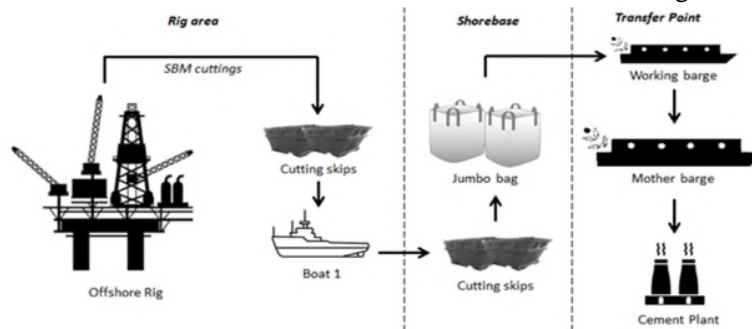 Rig area
Shorebase
Transfer Point
SBM cuttings
Working barge
Cutting skips
Jumbo bag
Mother barge
Boat 1
Cutting skips
Offshore Rig
Cement Plant